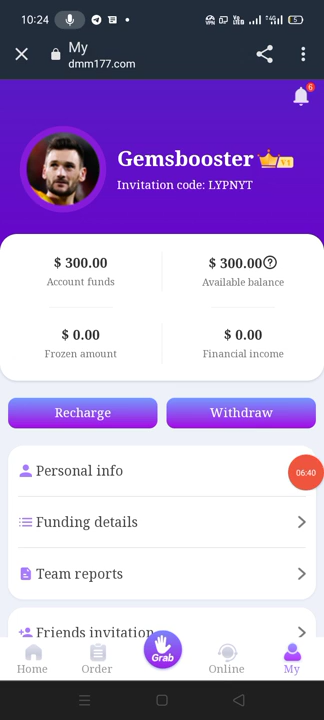 10:24
My
dmm177.com
6
Gemsbooster V1
Invitation code: LYPNYT
$ 300.00 $ 300.00
Account funds Available balance
$ 0.00 $ 0.00
Frozen amount Financial income
Recharge Withdraw
Personal info
06:40
Funding details
Team reports
Friends invitation
Grab
Home Order Online My